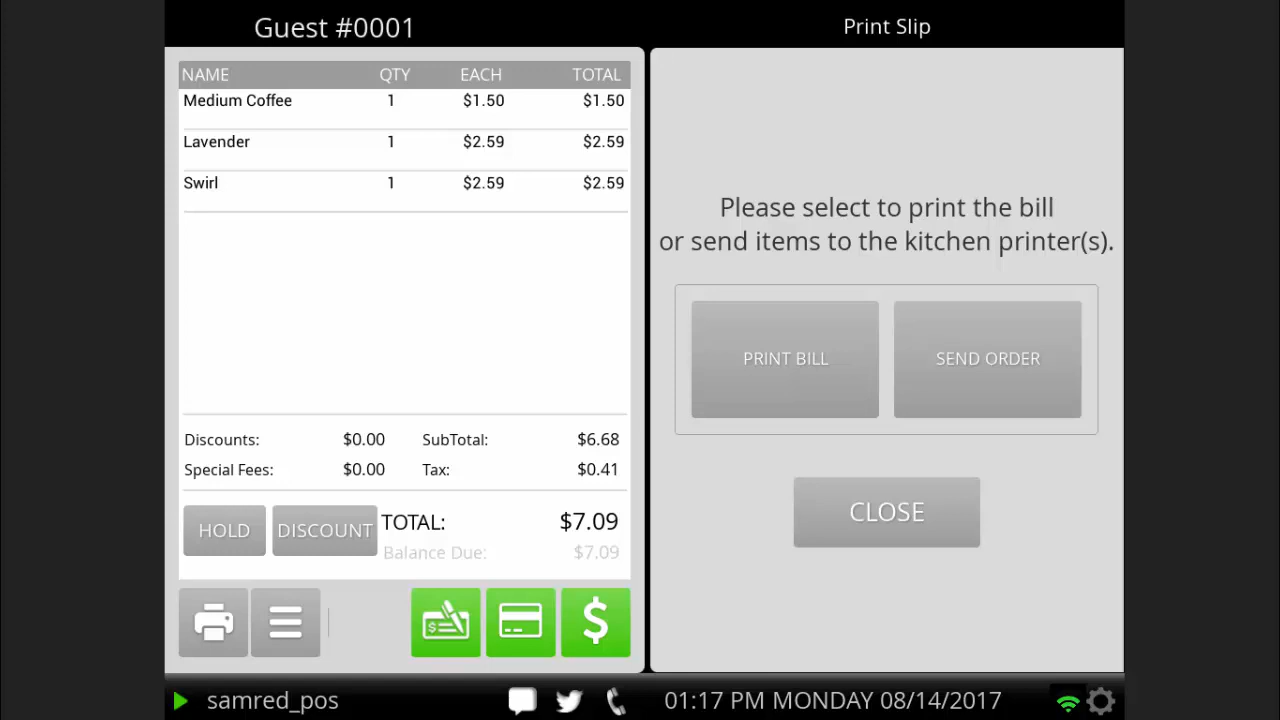 Guest #0001
Print Slip
NAME QTY EACH TOTAL
Medium Coffee 1 $1.50 $1.50
Lavender 1 $2.59 $2.59
Swirl 1 $2.59 $2.59
Discounts: $0.00 SubTotal: $6.68
Special Fees: $0.00 Tax: $0.41
HOLD DISCOUNT TOTAL: $7.09
Balance Due: $7.09
Please select to print the bill
or send items to the kitchen printer(s).
PRINT BILL SEND ORDER
CLOSE
samred_pos 01:17 PM MONDAY 08/14/2017